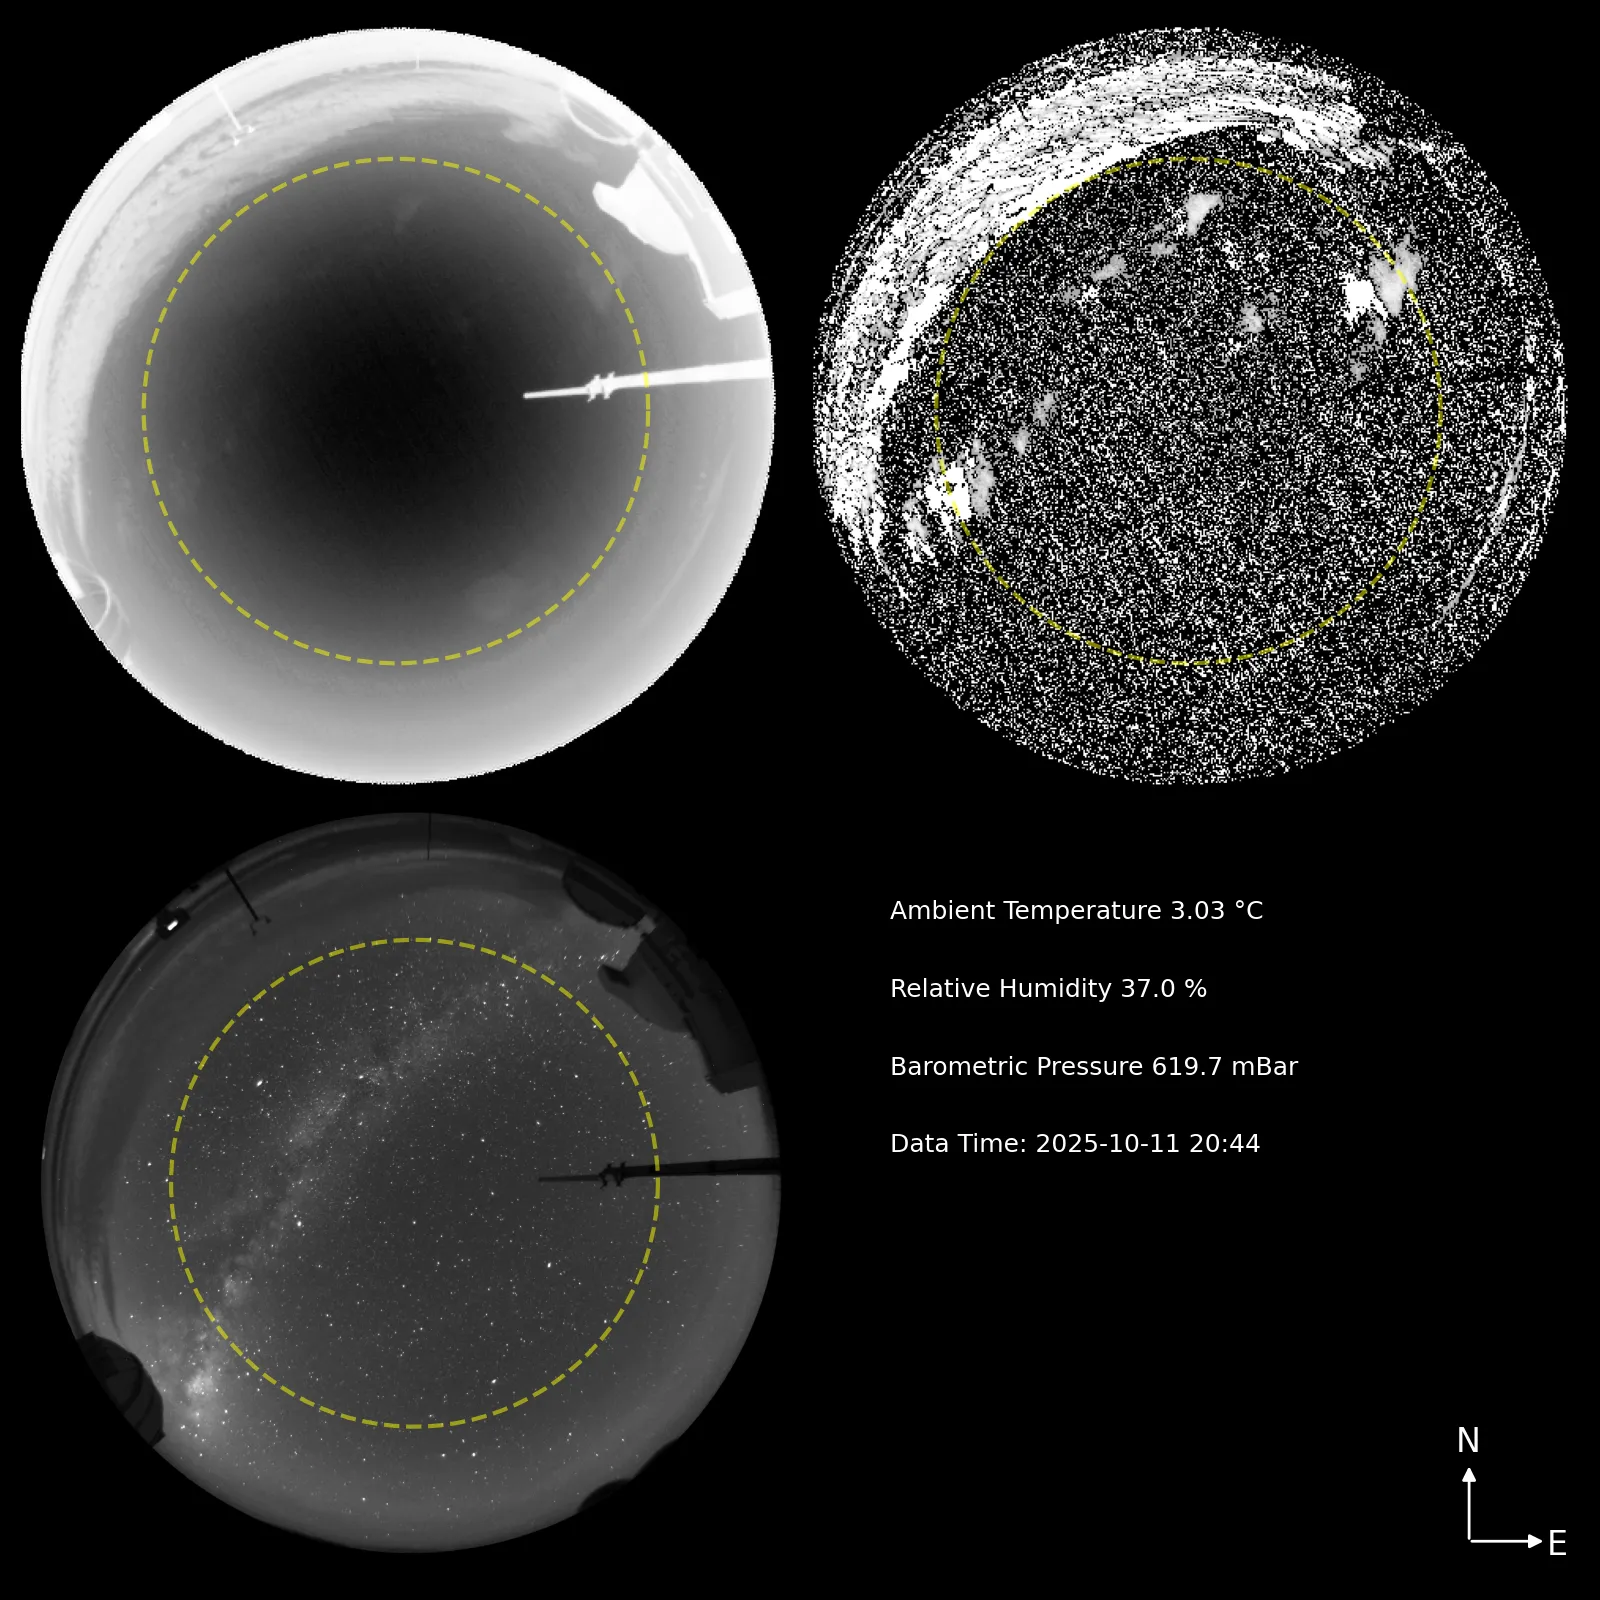 Ambient Temperature 3.03 °C
Relative Humidity 37.0 %
Barometric Pressure 619.7 mBar
Data Time: 2025-10-11 20:44
N
E